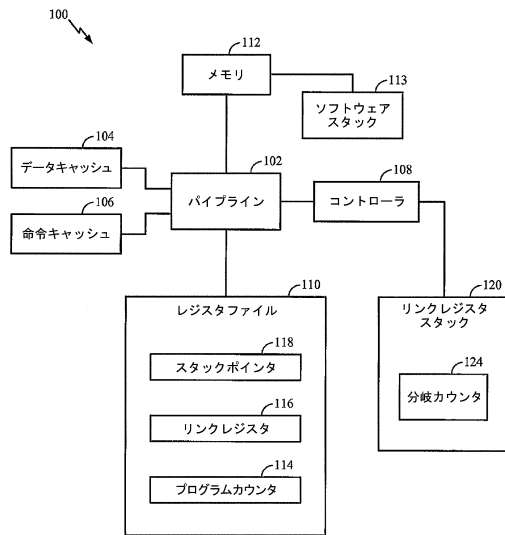 100
112
メモリ
113
ソフトウェア
スタック
104
データキャッシュ
102
パイプライン
108
コントローラ
106
命令キャッシュ
110
レジスタファイル
118
スタックポインタ
116
リンクレジスタ
114
プログラムカウンタ
120
リンクレジスタ
スタック
124
分岐カウンタ